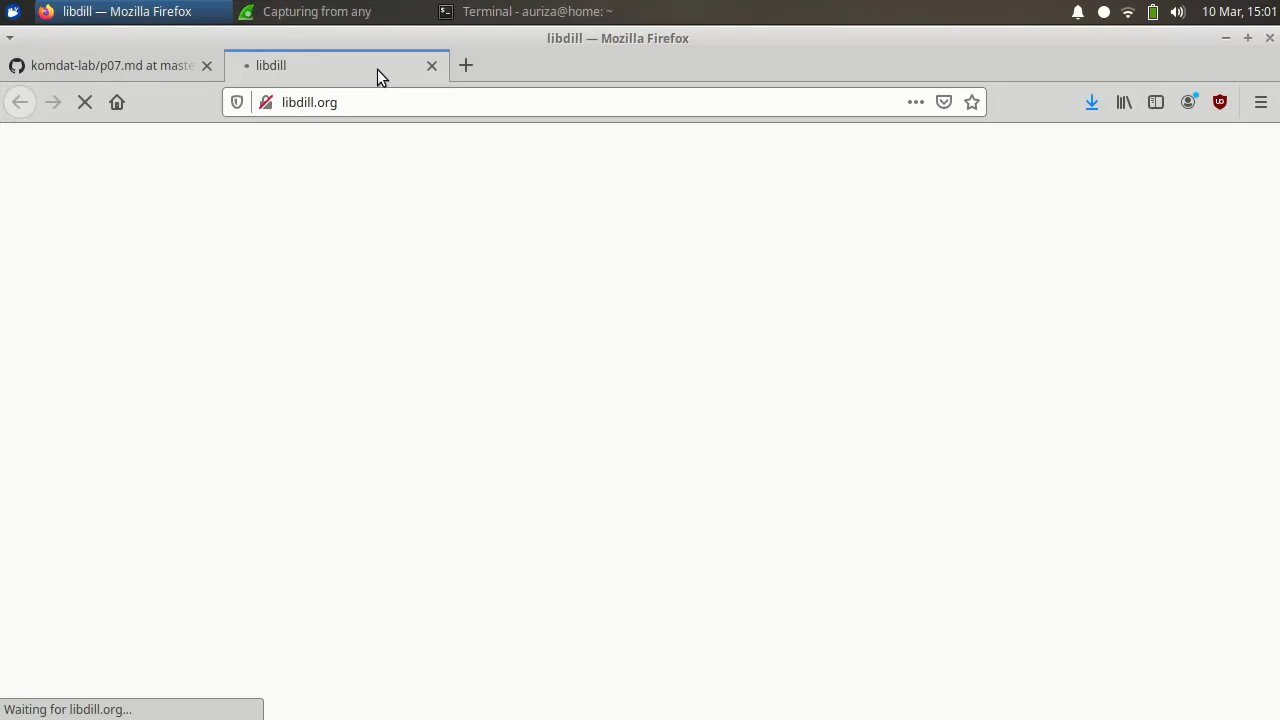 libdill — Mozilla Firefox
Capturing from any
Terminal - auriza@home: ~
10 Mar, 15:01
libdill — Mozilla Firefox
komdat-lab/p07.md at maste
libdill
libdill.org
Waiting for libdill.org...